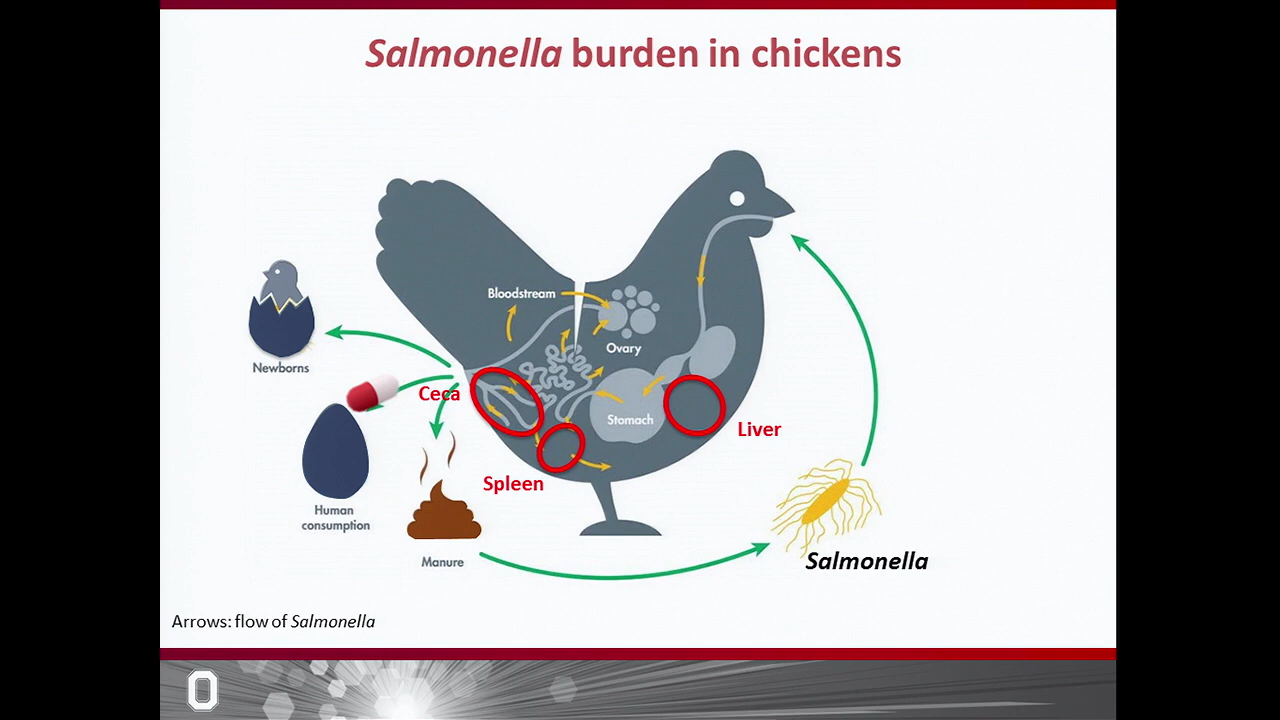 Salmonella burden in chickens
Bloodstream
Ovary
Newborns
Ceca
Stomach
Liver
Spleen
Human
consumption
Manure
Salmonella
Arrows: flow of Salmonella
O